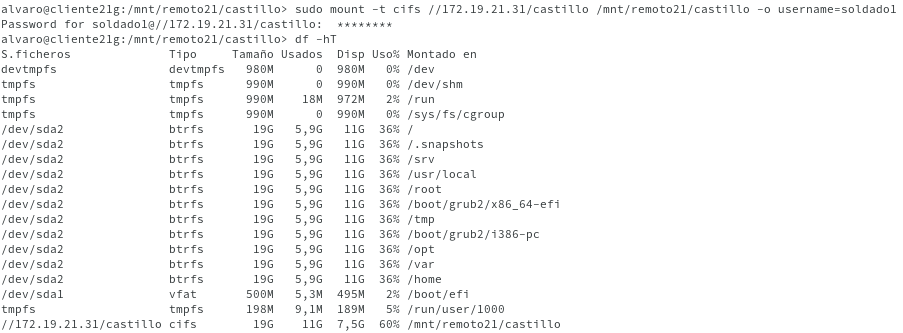 alvaro@cliente21g:/mnt/remoto21/castillo> sudo mount -t cifs //172.19.21.31/castillo /mnt/remoto21/castillo -o username=soldado1
Password for soldado1@//172.19.21.31/castillo:  ********
alvaro@cliente21g:/mnt/remoto21/castillo> df -hT
S.ficheros              Tipo     Tamaño Usados  Disp Uso% Montado en
devtmpfs                devtmpfs   980M      0  980M   0% /dev
tmpfs                   tmpfs      990M      0  990M   0% /dev/shm
tmpfs                   tmpfs      990M    18M  972M   2% /run
tmpfs                   tmpfs      990M      0  990M   0% /sys/fs/cgroup
/dev/sda2               btrfs       19G   5,9G   11G  36% /
/dev/sda2               btrfs       19G   5,9G   11G  36% /.snapshots
/dev/sda2               btrfs       19G   5,9G   11G  36% /srv
/dev/sda2               btrfs       19G   5,9G   11G  36% /usr/local
/dev/sda2               btrfs       19G   5,9G   11G  36% /root
/dev/sda2               btrfs       19G   5,9G   11G  36% /boot/grub2/x86_64-efi
/dev/sda2               btrfs       19G   5,9G   11G  36% /tmp
/dev/sda2               btrfs       19G   5,9G   11G  36% /boot/grub2/i386-pc
/dev/sda2               btrfs       19G   5,9G   11G  36% /opt
/dev/sda2               btrfs       19G   5,9G   11G  36% /var
/dev/sda2               btrfs       19G   5,9G   11G  36% /home
/dev/sda1               vfat       500M   5,3M  495M   2% /boot/efi
tmpfs                   tmpfs      198M   9,1M  189M   5% /run/user/1000
//172.19.21.31/castillo cifs        19G    11G  7,5G  60% /mnt/remoto21/castillo